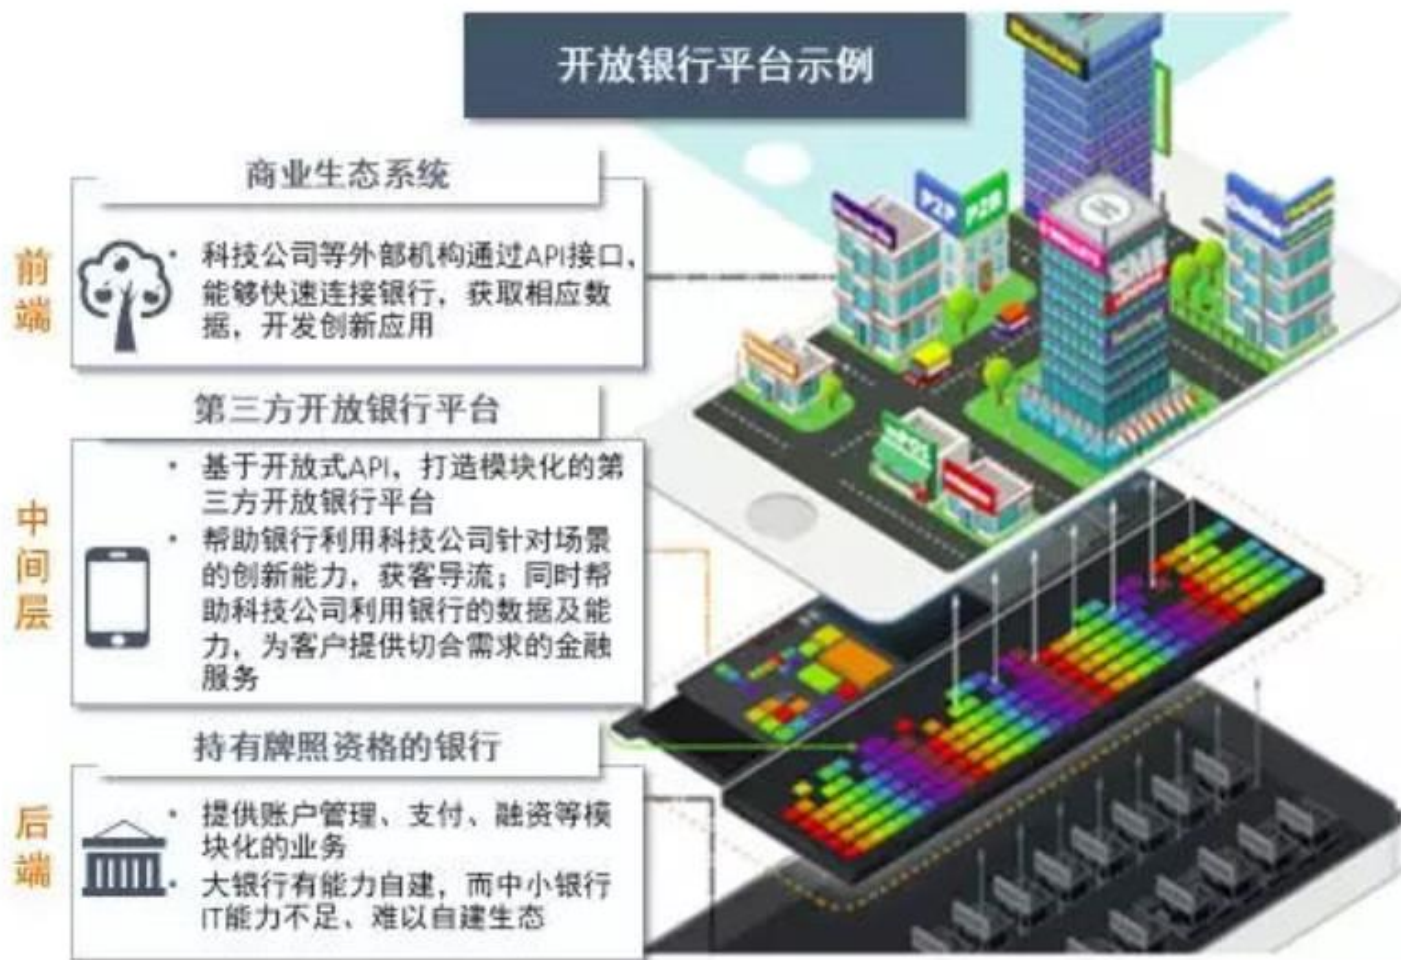 开放银行平台示例
商业生态系统
前端
• 科技公司等外部机构通过API接口，
能够快速连接银行，获取相应数
据，开发创新应用
第三方开放银行平台
中间层
• 基于开放式API，打造模块化的第
三方开放银行平台
• 帮助银行利用科技公司针对场景
的创新能力，获客导流；同时帮
助科技公司利用银行的数据及能
力，为客户提供切合需求的金融
服务
持有牌照资格的银行
后端
• 提供账户管理、支付、融资等模
块化的业务
• 大银行有能力自建，而中小银行
IT能力不足、难以自建生态
P2P P2B
SME
mPOS